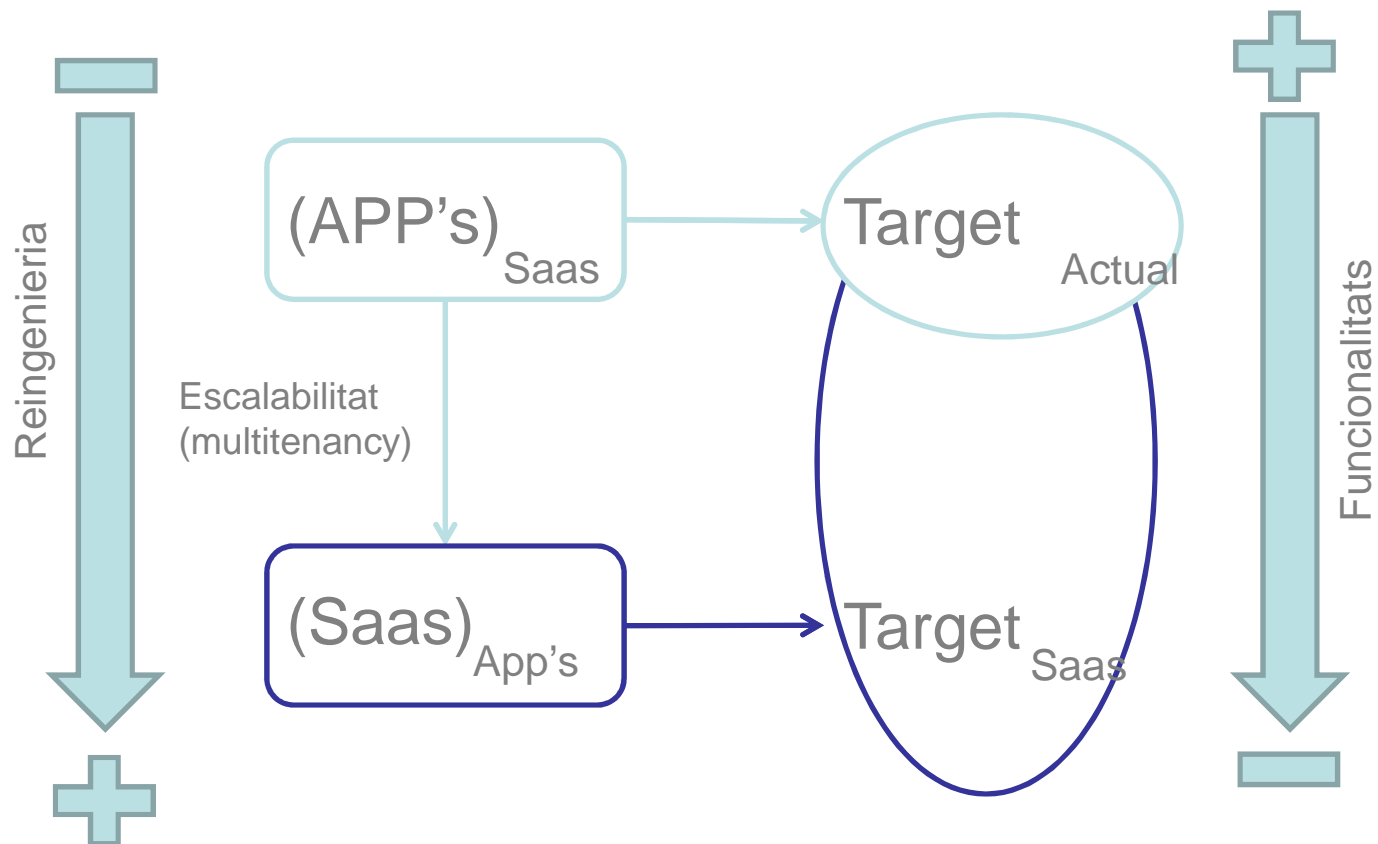 Reingenieria
(APP's) Saas
Target Actual
Escalabilitat
(multitenancy)
(Saas) App's
Target Saas
Funcionalitats